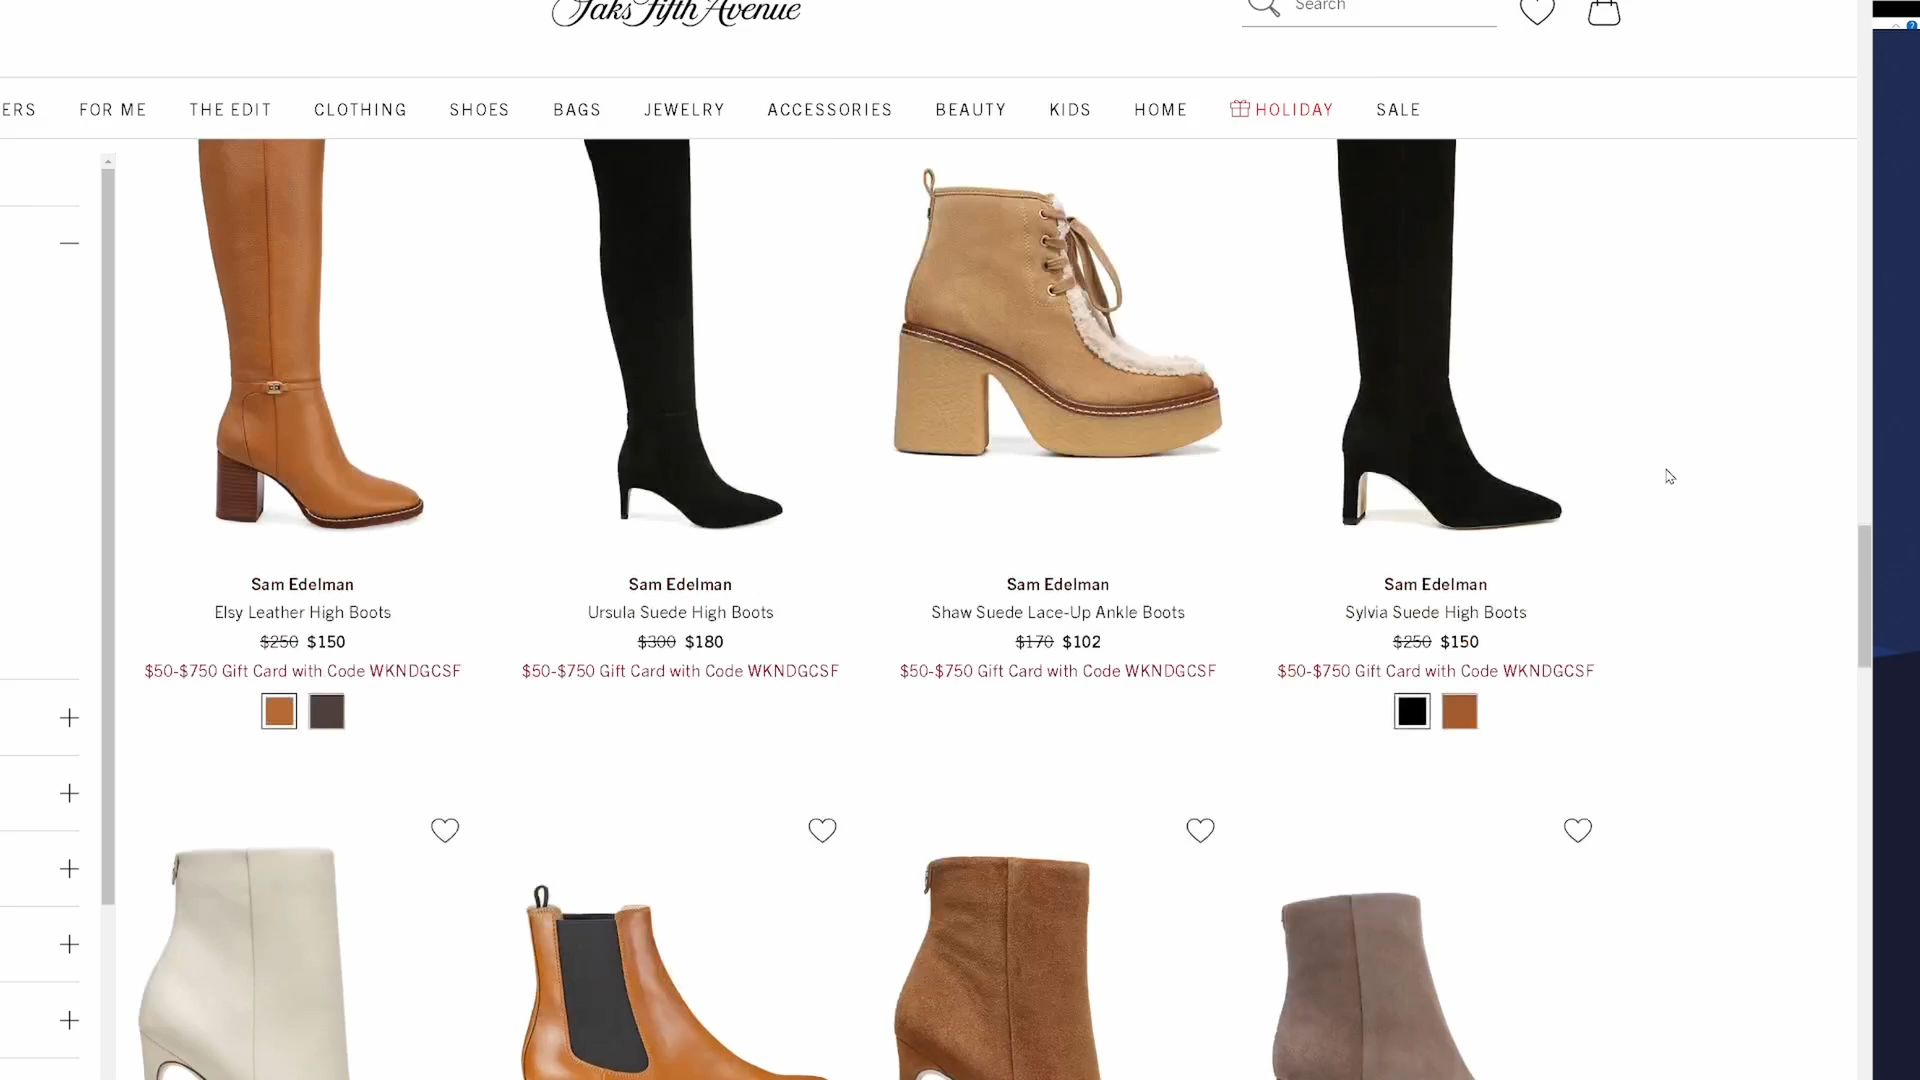 Saks Fifth Avenue
Search
ERS FOR ME THE EDIT CLOTHING SHOES BAGS JEWELRY ACCESSORIES BEAUTY KIDS HOME HOLIDAY SALE
Sam Edelman
Elsy Leather High Boots
$250 $150
$50-$750 Gift Card with Code WKNDGCSF
Sam Edelman
Ursula Suede High Boots
$300 $180
$50-$750 Gift Card with Code WKNDGCSF
Sam Edelman
Shaw Suede Lace-Up Ankle Boots
$170 $102
$50-$750 Gift Card with Code WKNDGCSF
Sam Edelman
Sylvia Suede High Boots
$250 $150
$50-$750 Gift Card with Code WKNDGCSF